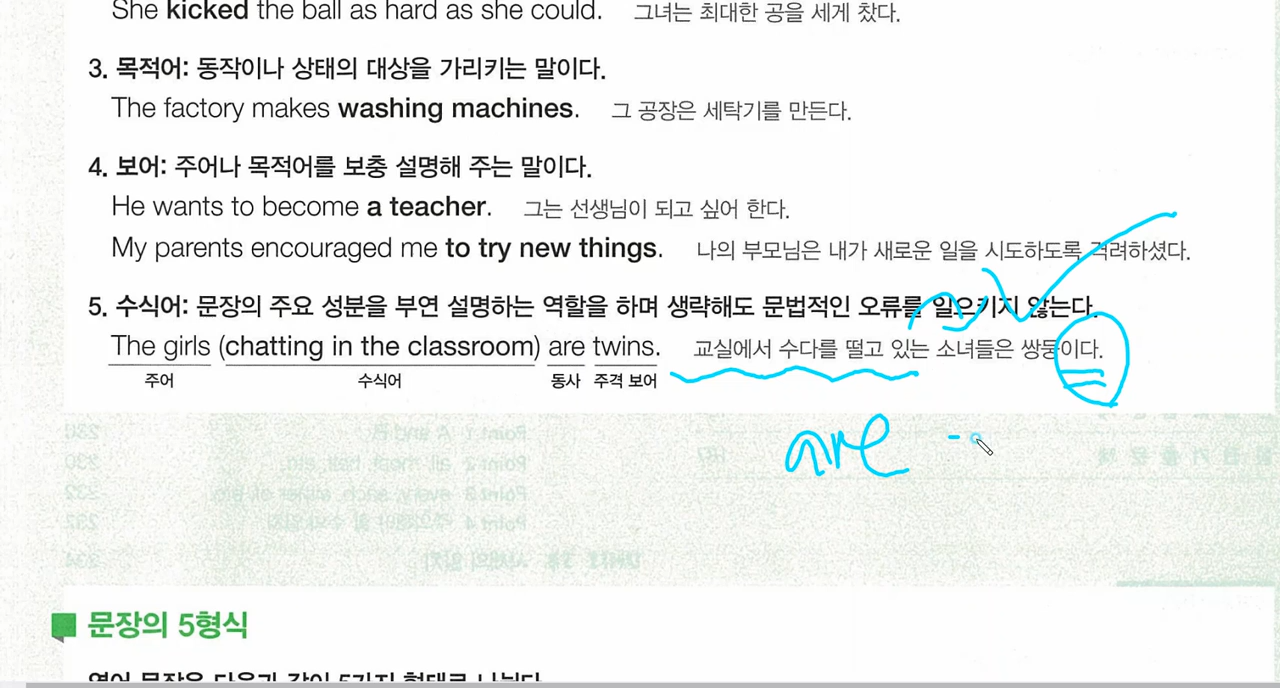 She kicked the ball as hard as she could. 그녀는 최대한 공을 세게 찼다.
3. 목적어: 동작이나 상태의 대상을 가리키는 말이다.
The factory makes washing machines. 그 공장은 세탁기를 만든다.
4. 보어: 주어나 목적어를 보충 설명해 주는 말이다.
He wants to become a teacher. 그는 선생님이 되고 싶어 한다.
My parents encouraged me to try new things. 나의 부모님은 내가 새로운 일을 시도하도록 격려하셨다.
5. 수식어: 문장의 주요 성분을 부연 설명하는 역할을 하며 생략해도 문법적인 오류를 일으키지 않는다.
The girls (chatting in the classroom) are twins. 교실에서 수다를 떨고 있는 소녀들은 쌍둥이다.
주어 수식어 동사 주격 보어
are
문장의 5형식